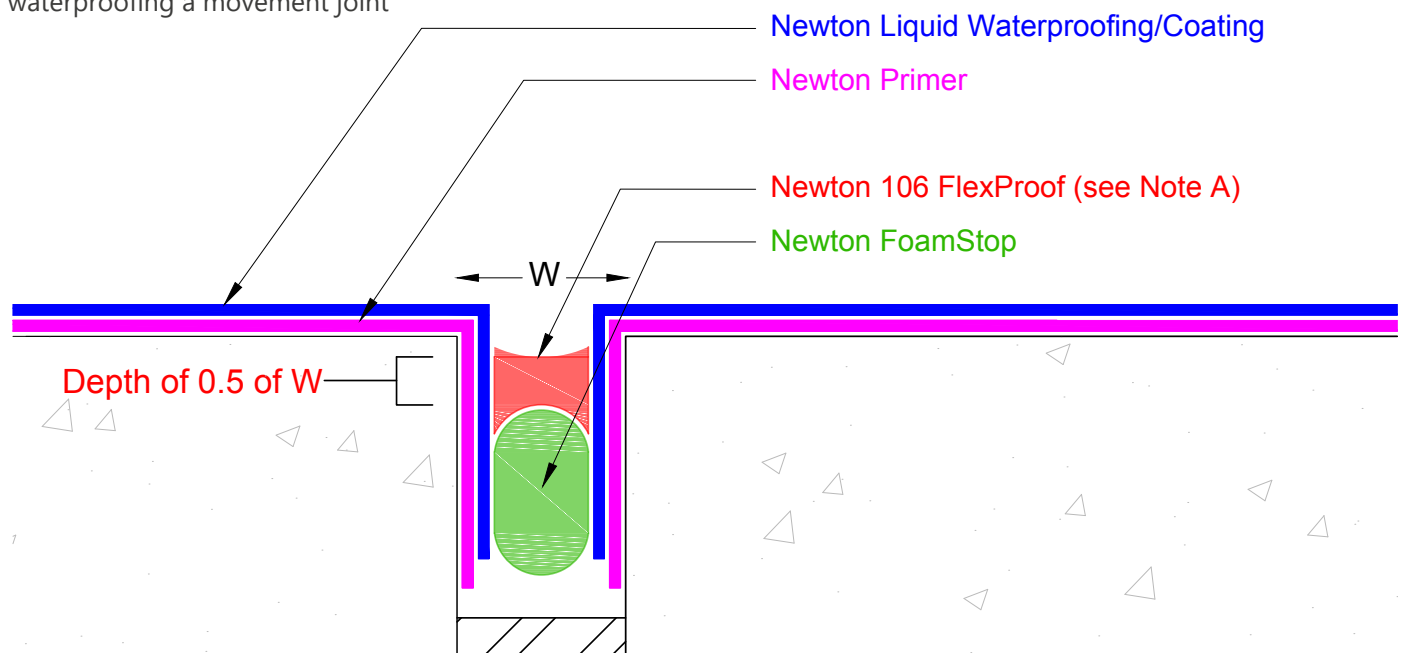 waterproofing a movement joint
Newton Liquid Waterproofing/Coating
Newton Primer
Newton 106 FlexProof (see Note A)
Newton FoamStop
W
Depth of 0.5 of W